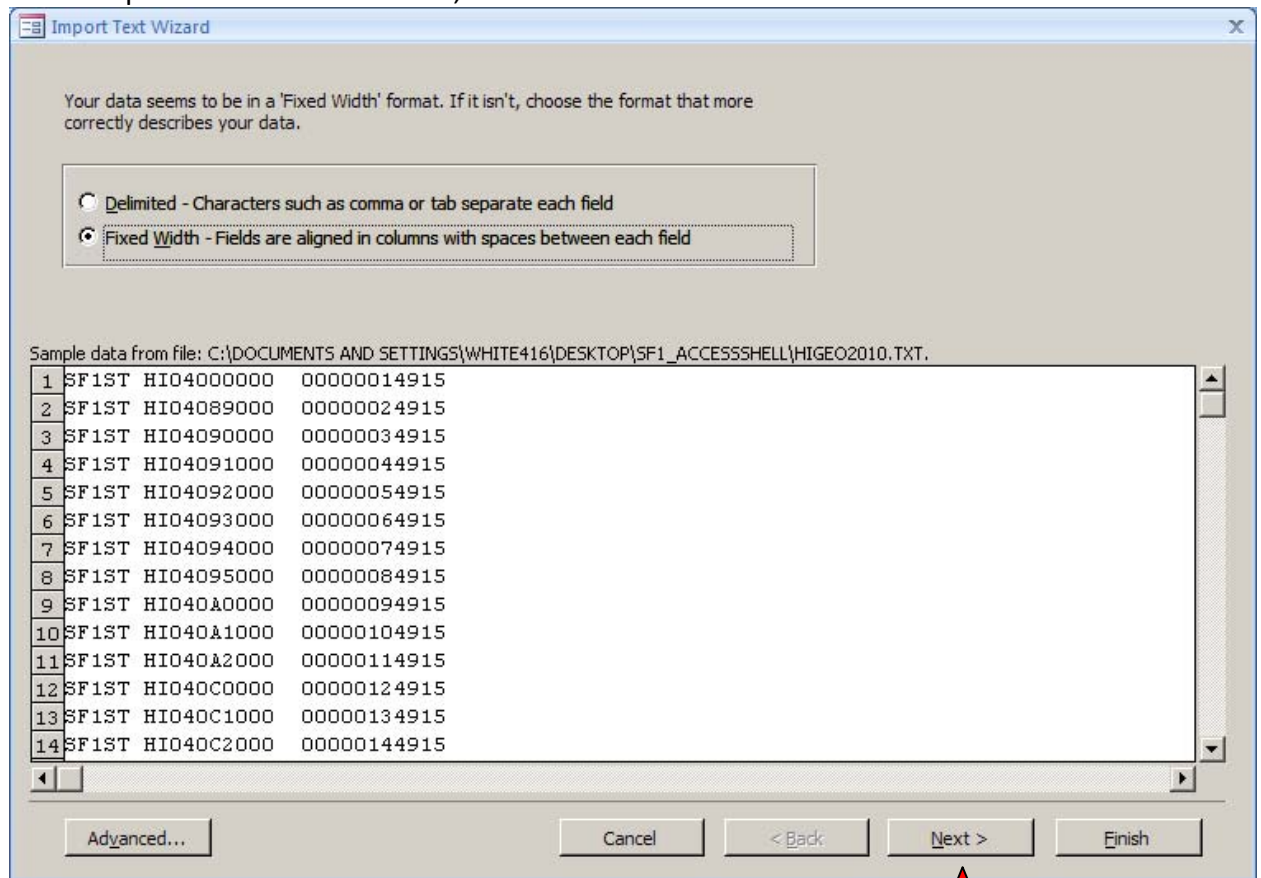 Import Text Wizard
X
Your data seems to be in a 'Fixed Width' format. If it isn't, choose the format that more
correctly describes your data.
Delimited - Characters such as comma or tab separate each field
Fixed Width - Fields are aligned in columns with spaces between each field
Sample data from file: C:\DOCUMENTS AND SETTINGS\WHITE416\DESKTOP\SF1_ACCESSSHELL\HIGEO2010.TXT.
1 SF1ST HI04000000  00000014915
2 SF1ST HI04089000  00000024915
3 SF1ST HI04090000  00000034915
4 SF1ST HI04091000  00000044915
5 SF1ST HI04092000  00000054915
6 SF1ST HI04093000  00000064915
7 SF1ST HI04094000  00000074915
8 SF1ST HI04095000  00000084915
9 SF1ST HI040A0000  00000094915
10 SF1ST HI040A1000  00000104915
11 SF1ST HI040A2000  00000114915
12 SF1ST HI040C0000  00000124915
13 SF1ST HI040C1000  00000134915
14 SF1ST HI040C2000  00000144915
Advanced... Cancel < Back Next > Finish